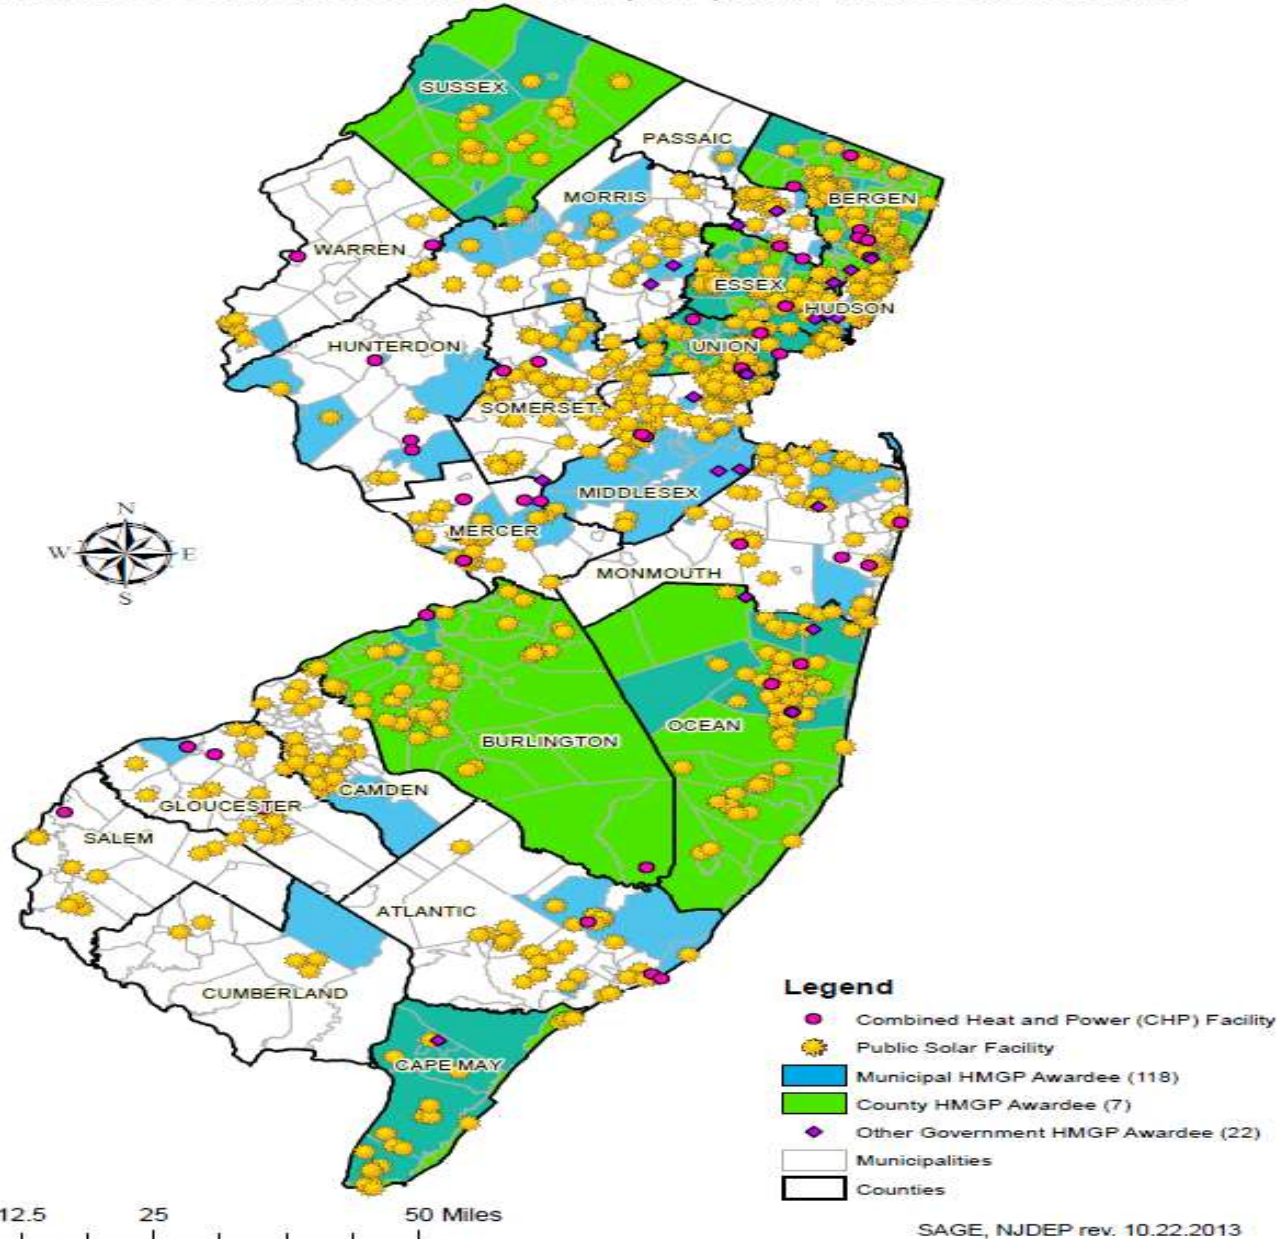 SUSSEX
PASSAIC
MORRIS
BERGEN
WARREN
ESSEX
HUDSON
HUNTERDON
UNION
SOMERSET
MIDDLESEX
MERCER
N
W E
S
MONMOUTH
OCEAN
BURLINGTON
CAMDEN
GLOUCESTER
SALEM
ATLANTIC
CUMBERLAND
CAPE MAY
Legend
Combined Heat and Power (CHP) Facility
Public Solar Facility
Municipal HMGP Awardee (118)
County HMGP Awardee (7)
Other Government HMGP Awardee (22)
Municipalities
Counties
12.5 25 50 Miles
SAGE, NJDEP rev. 10.22.2013